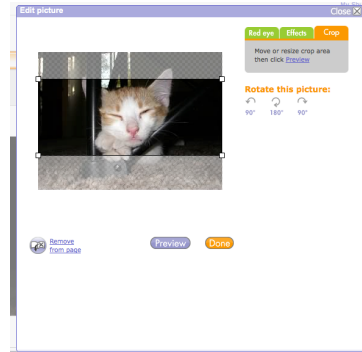 Edit picture
Close
Red eye Effects Crop
Move or resize crop area
then click Preview
Rotate this picture:
90° 180° 90°
Remove
from page
Preview Done